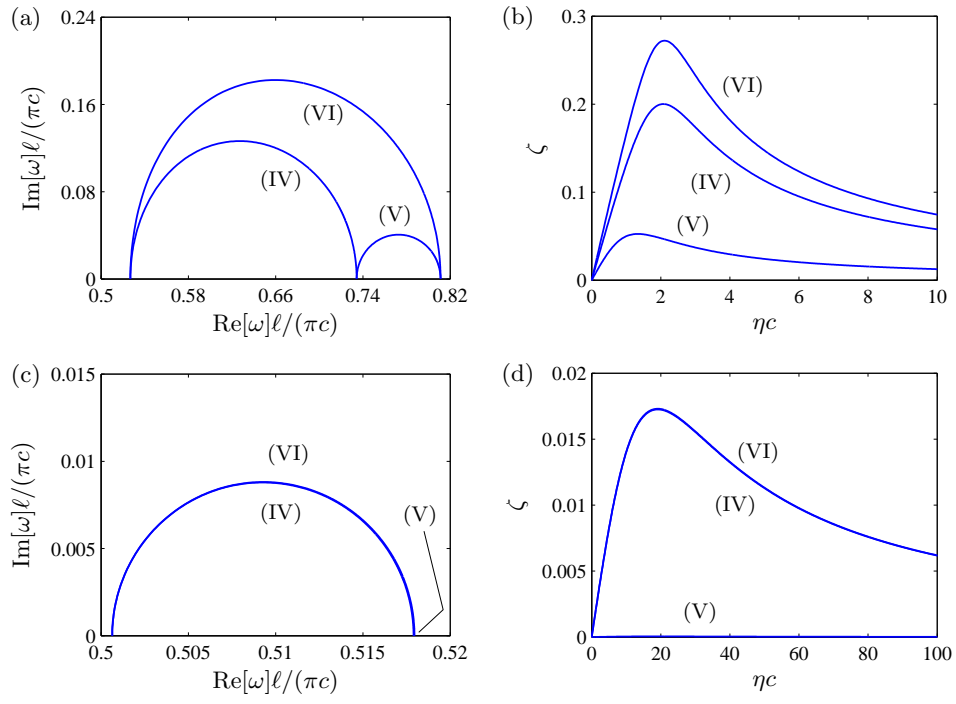 (a)
0.24
0.16
0.08
0
Im[ω]ℓ/(πc)
(VI)
(IV)
(V)
0.5
0.58
0.66
0.74
0.82
Re[ω]ℓ/(πc)
(b)
0.3
0.2
0.1
0
ζ
(VI)
(IV)
(V)
0
2
4
6
8
10
ηc
(c)
0.015
0.01
0.005
0
Im[ω]ℓ/(πc)
(VI)
(IV)
(V)
0.5
0.505
0.51
0.515
0.52
Re[ω]ℓ/(πc)
(d)
0.02
0.015
0.01
0.005
0
ζ
(VI)
(IV)
(V)
0
20
40
60
80
100
ηc